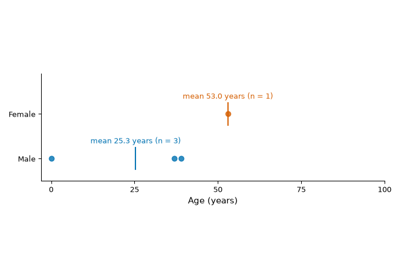 mean 53.0 years (n = 1)
Female
mean 25.3 years (n = 3)
Male
0 25 50 75 100
Age (years)